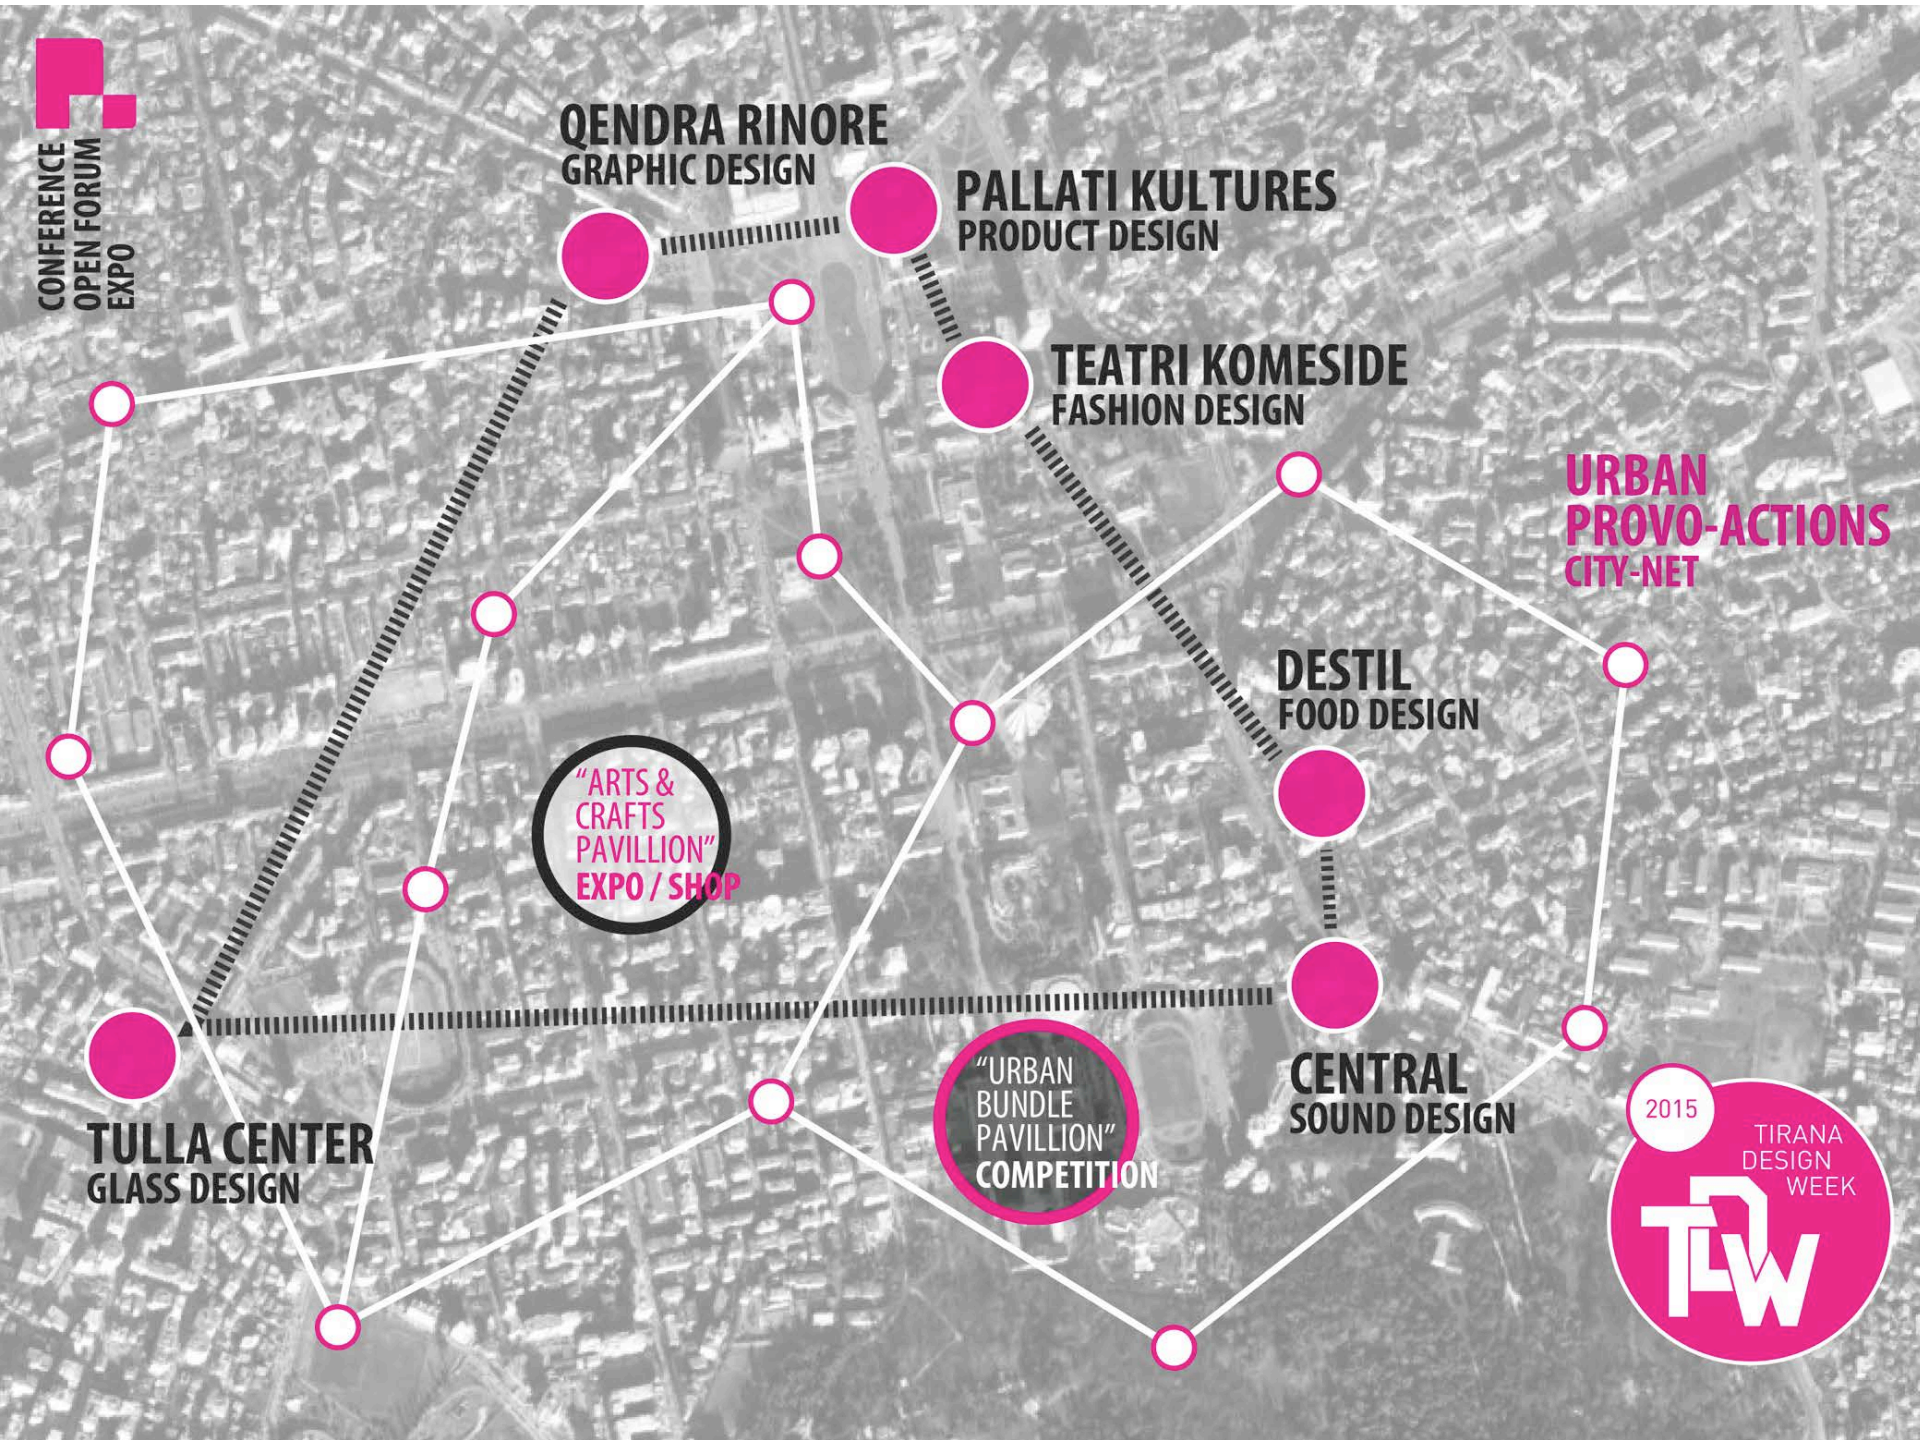 CONFERENCE
OPEN FORUM
EXPO
QENDRA RINORE
GRAPHIC DESIGN
PALLATI KULTURES
PRODUCT DESIGN
TEATRI KOMESIDE
FASHION DESIGN
URBAN
PROVO-ACTIONS
CITY-NET
DESTIL
FOOD DESIGN
“ARTS &
CRAFTS
PAVILLION”
EXPO / SHOP
CENTRAL
SOUND DESIGN
“URBAN
BUNDLE
PAVILLION”
COMPETITION
TULLA CENTER
GLASS DESIGN
2015
TIRANA
DESIGN
WEEK
TDW